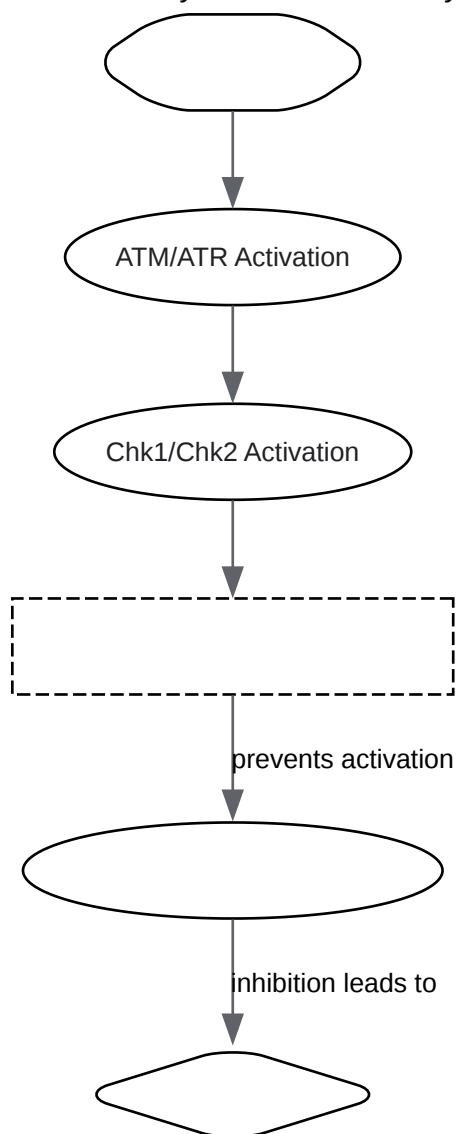 ATM/ATR Activation
Chk1/Chk2 Activation
prevents activation
inhibition leads to